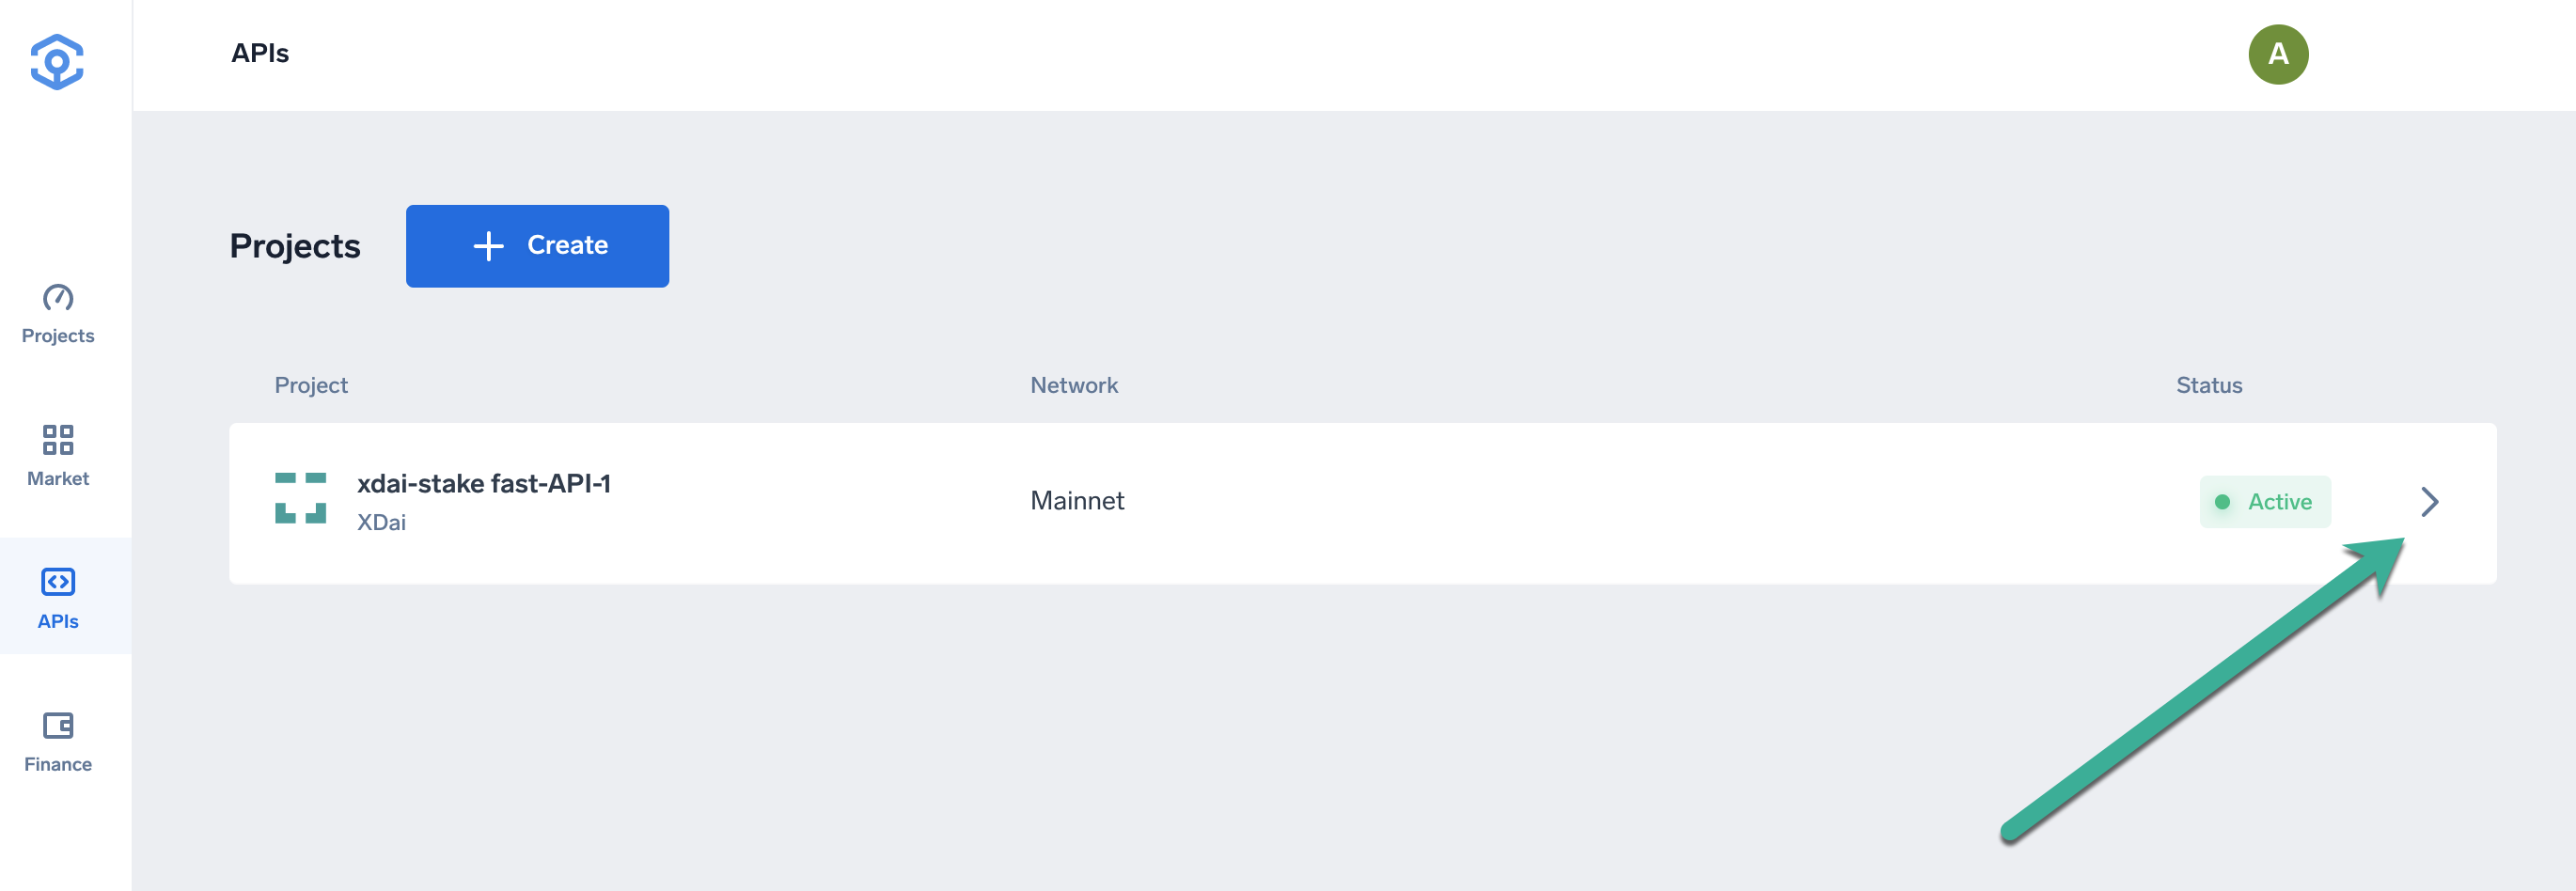 APIs
A
Projects
Create
Projects
Market
APIs
Finance
Project
Network
Status
xdai-stake fast-API-1
XDai
Mainnet
Active